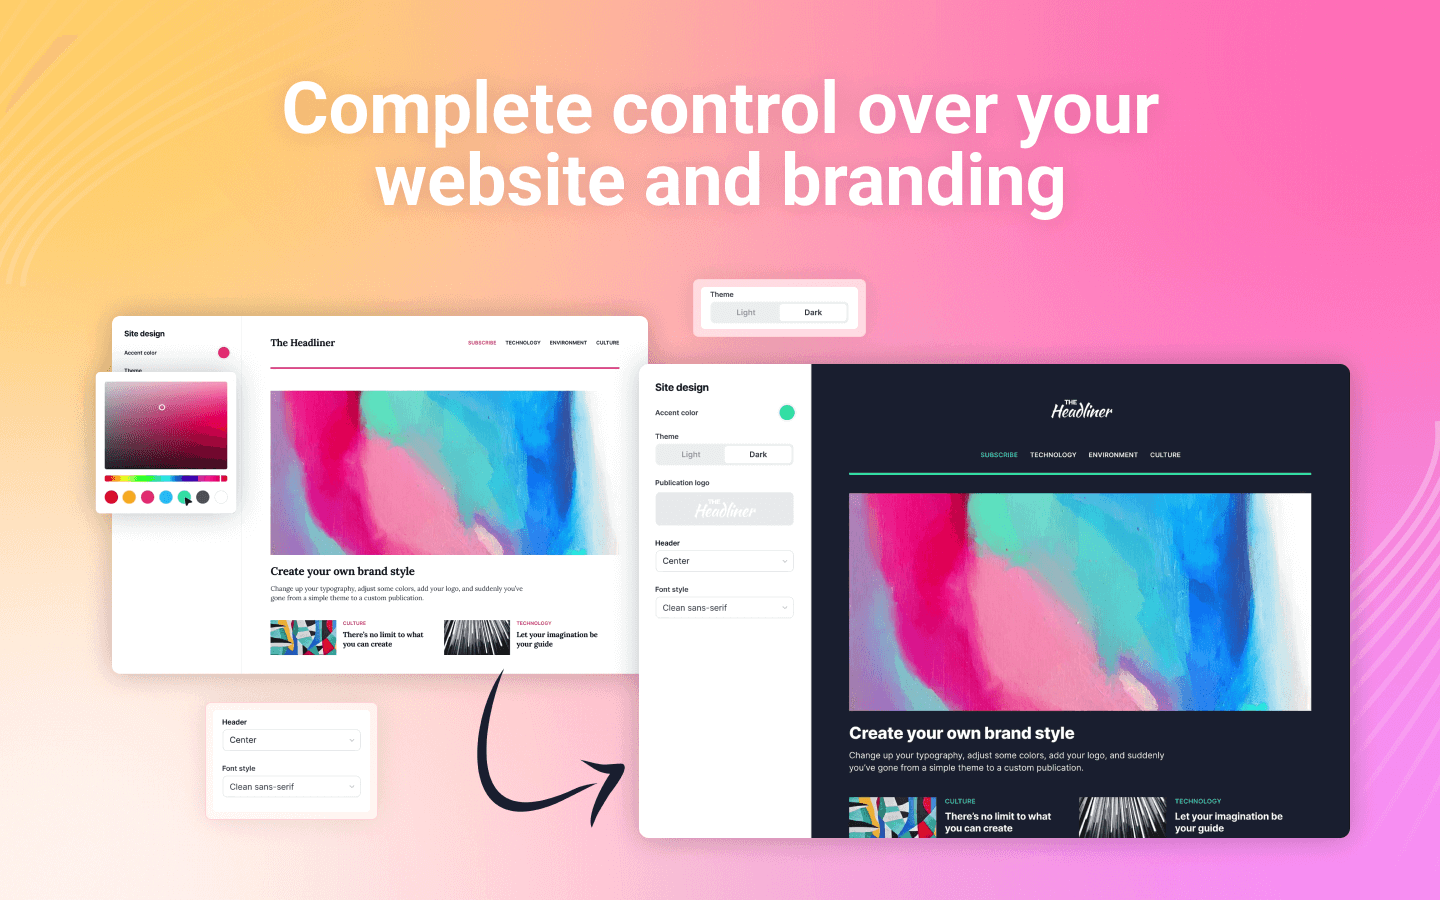 Complete control over your
website and branding
Theme
Light
Dark
Site design
Accent color
Theme
The Headliner
SUBSCRIBE
TECHNOLOGY
ENVIRONMENT
CULTURE
Create your own brand style
Change up your typography, adjust some colors, add your logo, and suddenly you've
gone from a simple theme to a custom publication.
CULTURE
There's no limit to what
you can create
TECHNOLOGY
Let your imagination be
your guide
Header
Center
Font style
Clean sans-serif
Site design
Accent color
Theme
Light
Dark
Publication logo
THE
Headliner
Header
Center
Font style
Clean sans-serif
THE
Headliner
SUBSCRIBE
TECHNOLOGY
ENVIRONMENT
CULTURE
Create your own brand style
Change up your typography, adjust some colors, add your logo, and suddenly
you've gone from a simple theme to a custom publication.
CULTURE
There's no limit to what
you can create
TECHNOLOGY
Let your imagination be
your guide